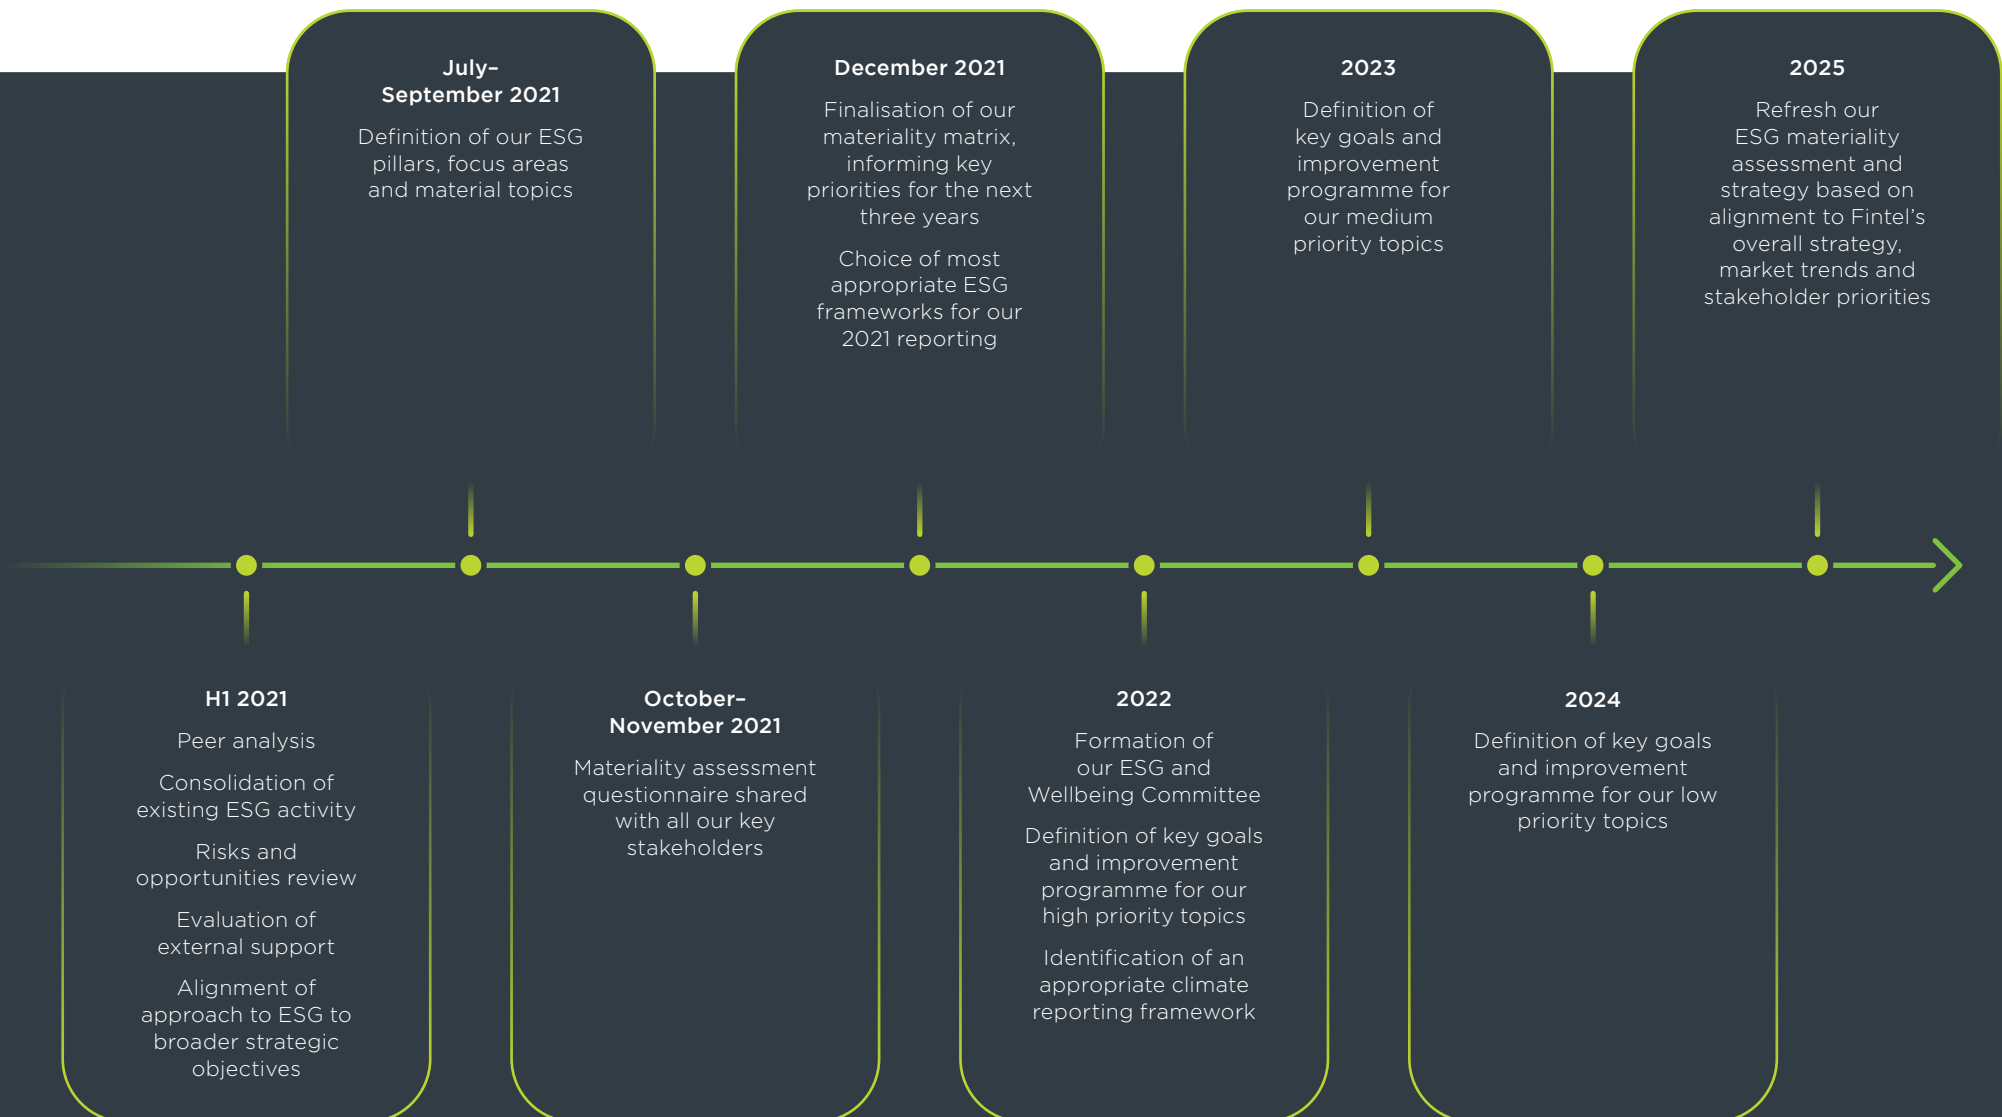 July–
September 2021
Definition of our ESG
pillars, focus areas
and material topics
December 2021
Finalisation of our
materiality matrix,
informing key
priorities for the next
three years
Choice of most
appropriate ESG
frameworks for our
2021 reporting
2023
Definition of
key goals and
improvement
programme for
our medium
priority topics
2025
Refresh our
ESG materiality
assessment and
strategy based on
alignment to Fintel’s
overall strategy,
market trends and
stakeholder priorities
H1 2021
Peer analysis
Consolidation of
existing ESG activity
Risks and
opportunities review
Evaluation of
external support
Alignment of
approach to ESG to
broader strategic
objectives
October–
November 2021
Materiality assessment
questionnaire shared
with all our key
stakeholders
2022
Formation of
our ESG and
Wellbeing Committee
Definition of key goals
and improvement
programme for our
high priority topics
Identification of an
appropriate climate
reporting framework
2024
Definition of key goals
and improvement
programme for our low
priority topics